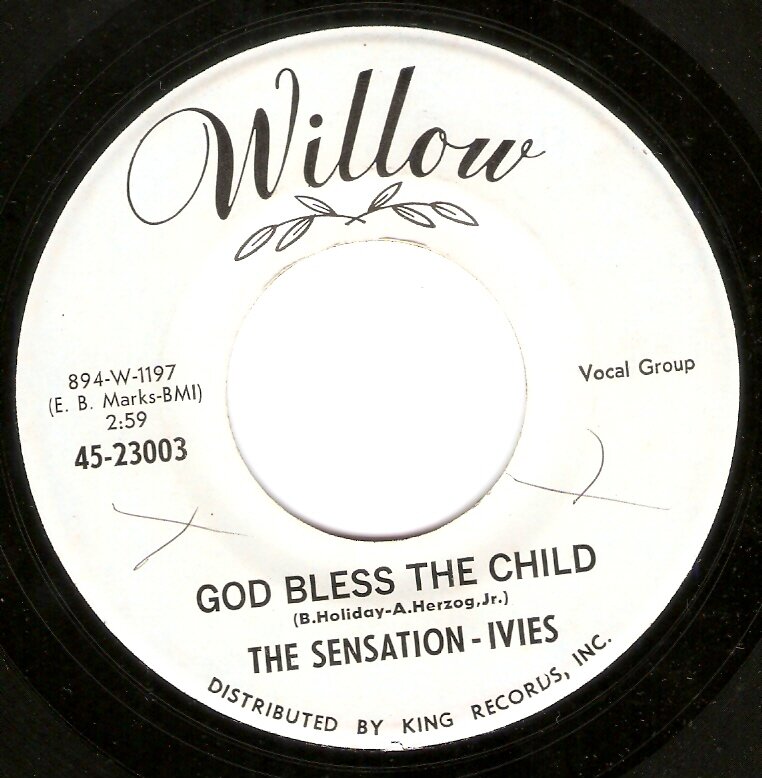 Willow
894-W-1197
(E. B. Marks-BMI)
2:59
45-23003
Vocal Group
GOD BLESS THE CHILD
(B.Holiday-A.Herzog,Jr.)
THE SENSATION-IVIES
DISTRIBUTED BY KING RECORDS, INC.